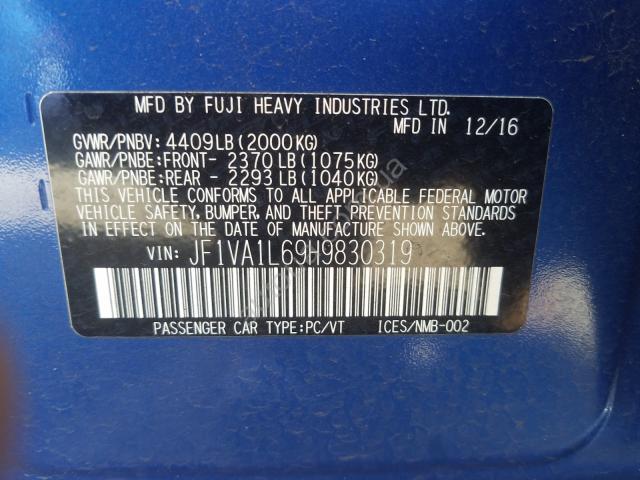 MFD BY FUJI HEAVY INDUSTRIES LTD.
MFD IN 12/16
GVWR/PNBV: 4409LB(2000KG)
GAWR/PNBE:FRONT- 2370LB(1075KG)
GAWR/PNBE:REAR - 2293LB(1040KG)
THIS VEHICLE CONFORMS TO ALL APPLICABLE FEDERAL MOTOR
VEHICLE SAFETY, BUMPER, AND THEFT PREVENTION STANDARDS
IN EFFECT ON THE DATE OF MANUFACTURE SHOWN ABOVE.
VIN: JF1VA1L69H9830319
PASSENGER CAR TYPE:PC/VT ICES/NMB-002